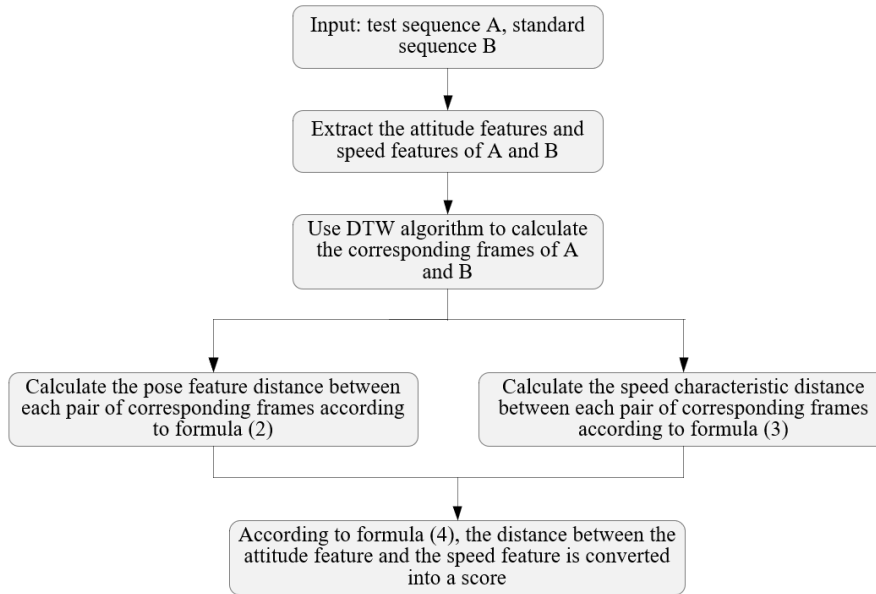 Input: test sequence A, standard
sequence B
Extract the attitude features and
speed features of A and B
Use DTW algorithm to calculate
the corresponding frames of A
and B
Calculate the pose feature distance between
each pair of corresponding frames according
to formula (2)
Calculate the speed characteristic distance
between each pair of corresponding frames
according to formula (3)
According to formula (4), the distance between the
attitude feature and the speed feature is converted
into a score